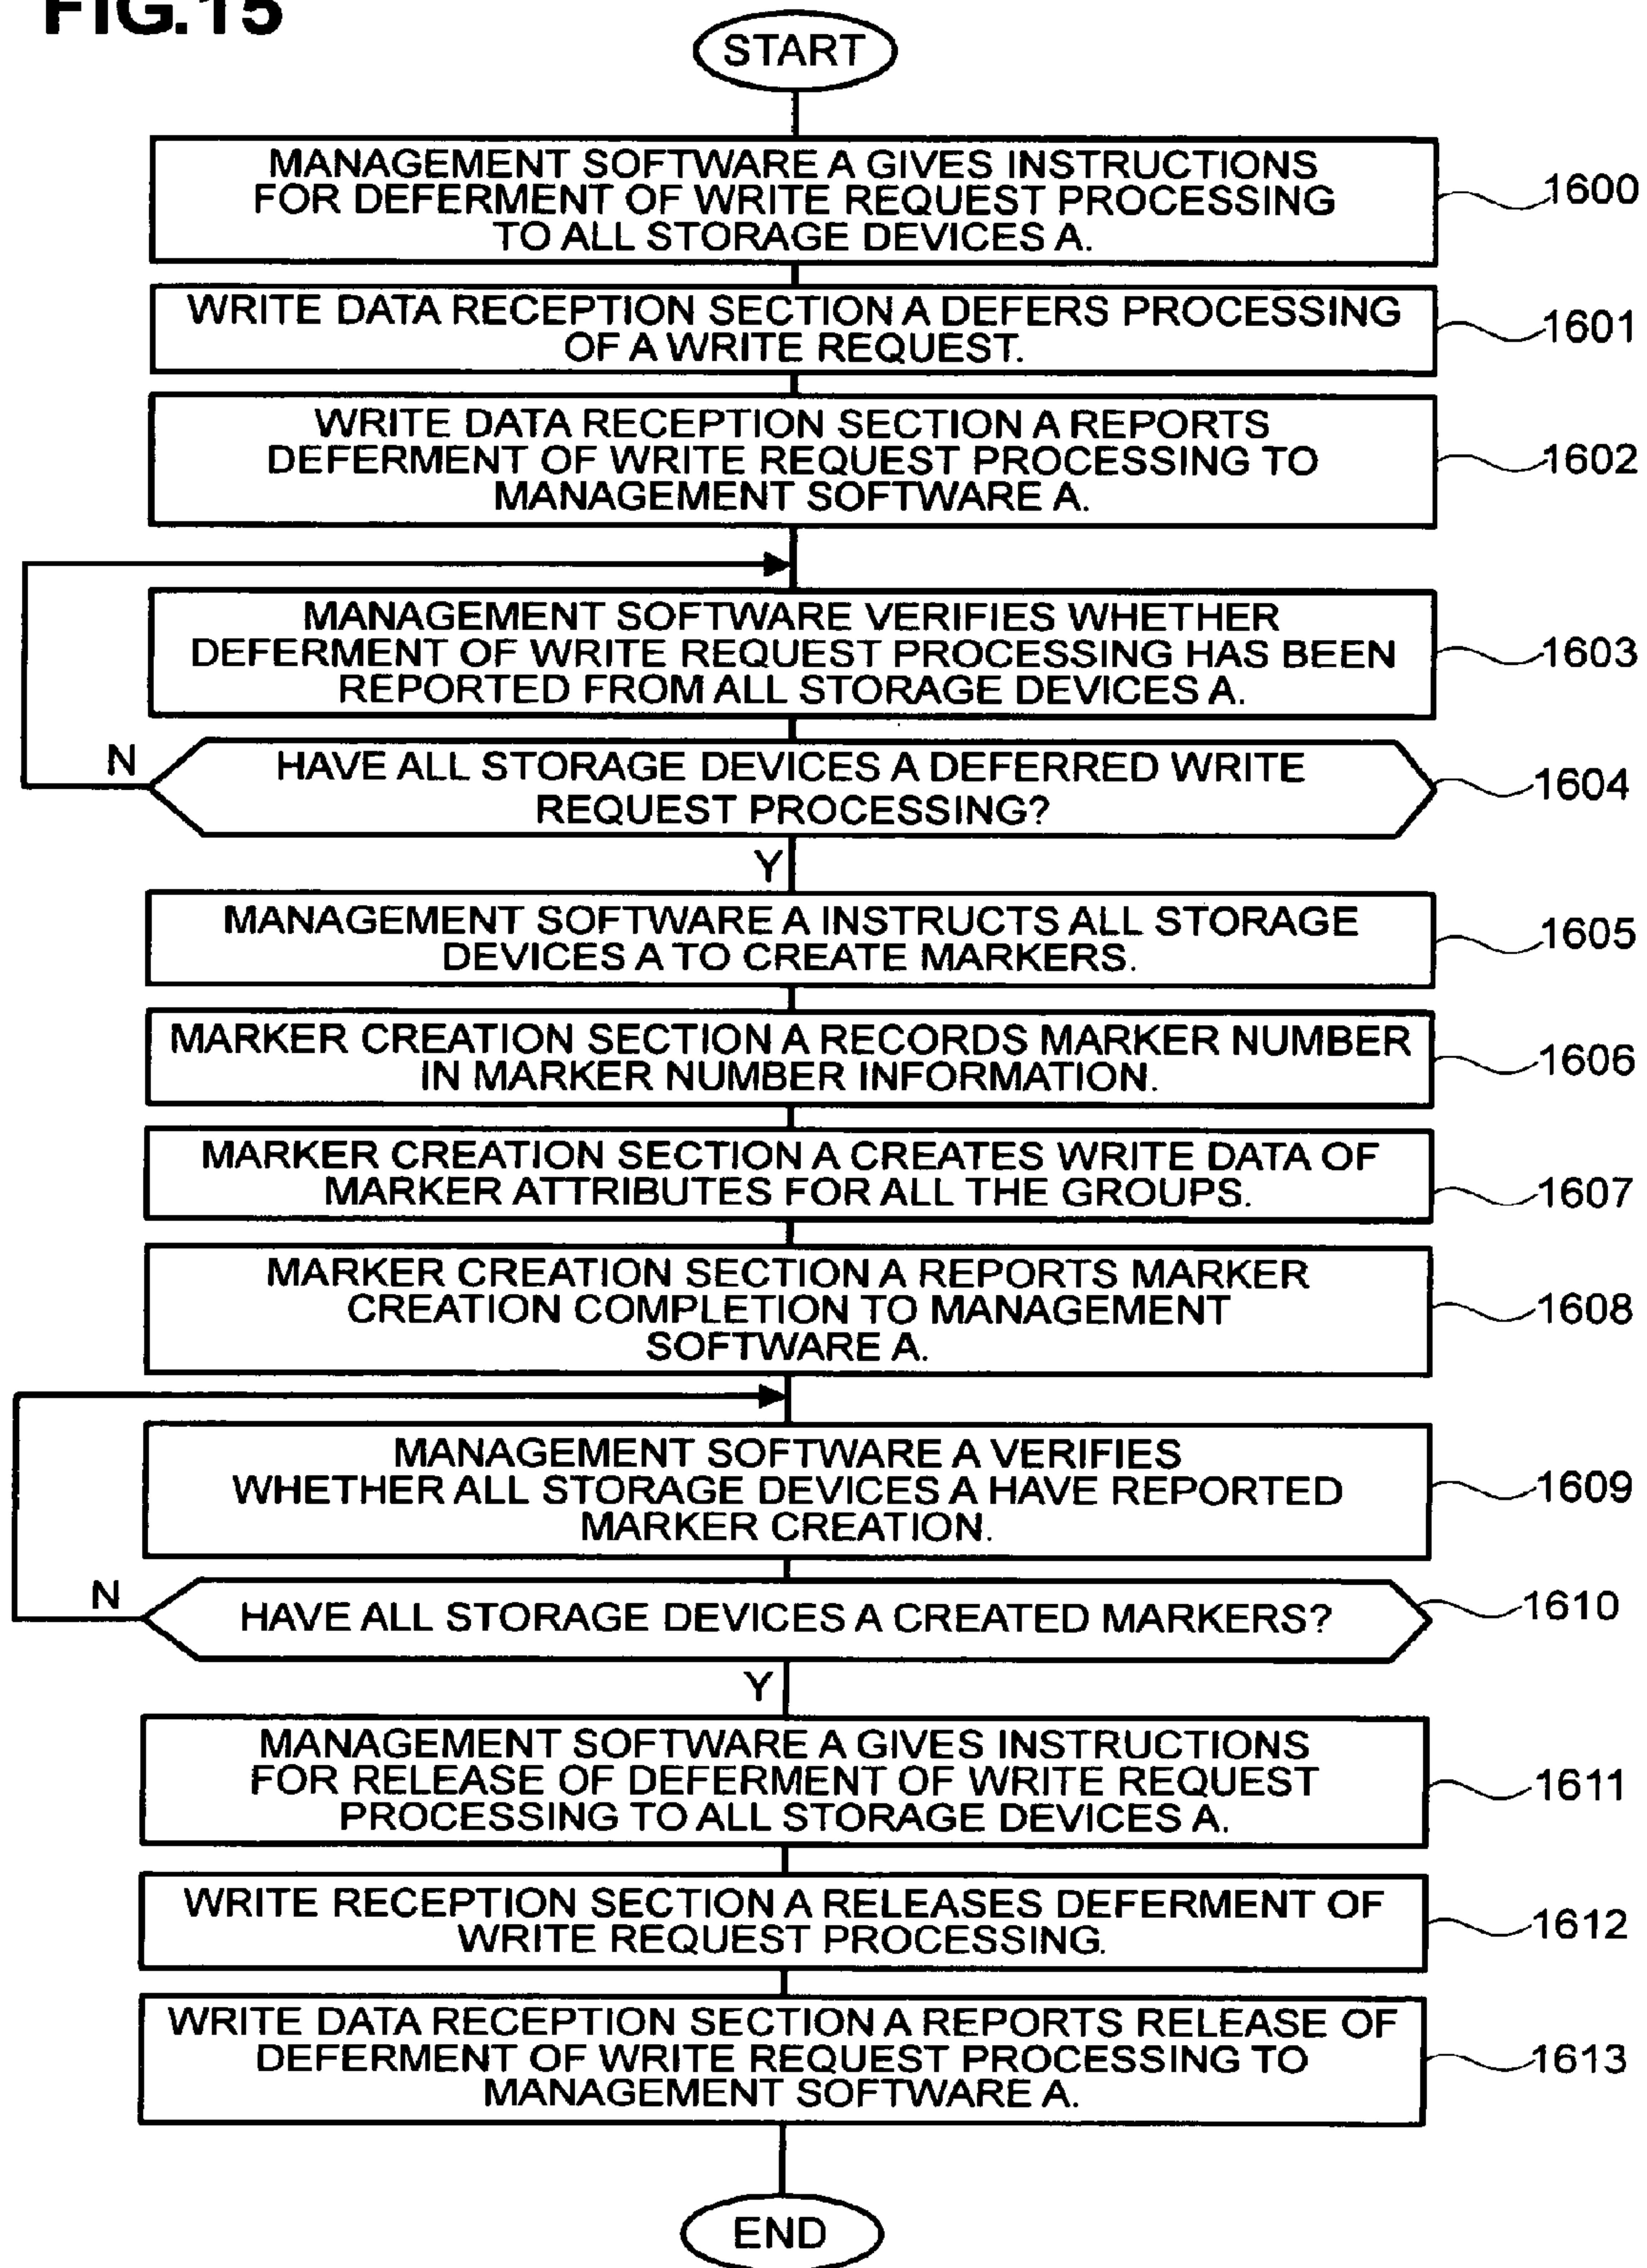 FIG.15
START
MANAGEMENT SOFTWARE A GIVES INSTRUCTIONS
FOR DEFERMENT OF WRITE REQUEST PROCESSING
TO ALL STORAGE DEVICES A.
1600
WRITE DATA RECEPTION SECTION A DEFERS PROCESSING
OF A WRITE REQUEST.
1601
WRITE DATA RECEPTION SECTION A REPORTS
DEFERMENT OF WRITE REQUEST PROCESSING TO
MANAGEMENT SOFTWARE A.
1602
MANAGEMENT SOFTWARE VERIFIES WHETHER
DEFERMENT OF WRITE REQUEST PROCESSING HAS BEEN
REPORTED FROM ALL STORAGE DEVICES A.
1603
N
HAVE ALL STORAGE DEVICES A DEFERRED WRITE
REQUEST PROCESSING?
1604
Y
MANAGEMENT SOFTWARE A INSTRUCTS ALL STORAGE
DEVICES A TO CREATE MARKERS.
1605
MARKER CREATION SECTION A RECORDS MARKER NUMBER
IN MARKER NUMBER INFORMATION.
1606
MARKER CREATION SECTION A CREATES WRITE DATA OF
MARKER ATTRIBUTES FOR ALL THE GROUPS.
1607
MARKER CREATION SECTION A REPORTS MARKER
CREATION COMPLETION TO MANAGEMENT
SOFTWARE A.
1608
MANAGEMENT SOFTWARE A VERIFIES
WHETHER ALL STORAGE DEVICES A HAVE REPORTED
MARKER CREATION.
1609
N
HAVE ALL STORAGE DEVICES A CREATED MARKERS?
1610
Y
MANAGEMENT SOFTWARE A GIVES INSTRUCTIONS
FOR RELEASE OF DEFERMENT OF WRITE REQUEST
PROCESSING TO ALL STORAGE DEVICES A.
1611
WRITE RECEPTION SECTION A RELEASES DEFERMENT OF
WRITE REQUEST PROCESSING.
1612
WRITE DATA RECEPTION SECTION A REPORTS RELEASE OF
DEFERMENT OF WRITE REQUEST PROCESSING TO
MANAGEMENT SOFTWARE A.
1613
END